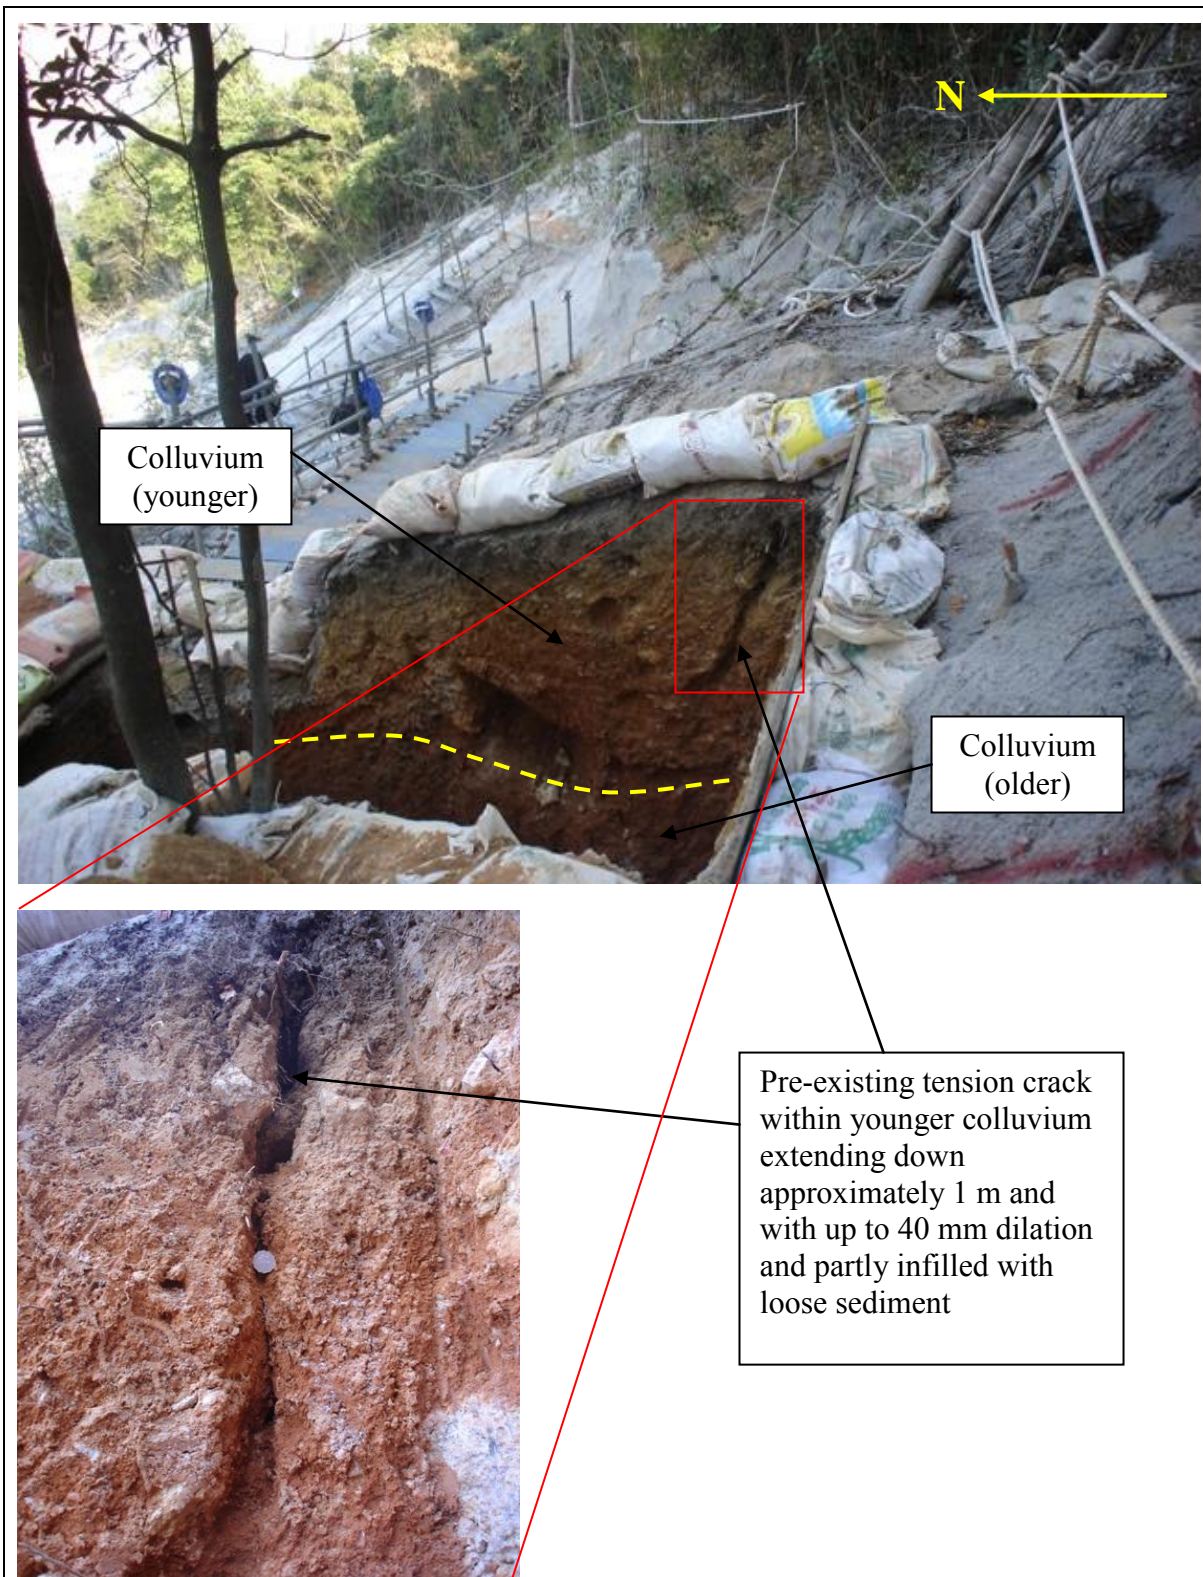 N
Colluvium
(younger)
Colluvium
(older)
Pre-existing tension crack
within younger colluvium
extending down
approximately 1 m and
with up to 40 mm dilation
and partly infilled with
loose sediment